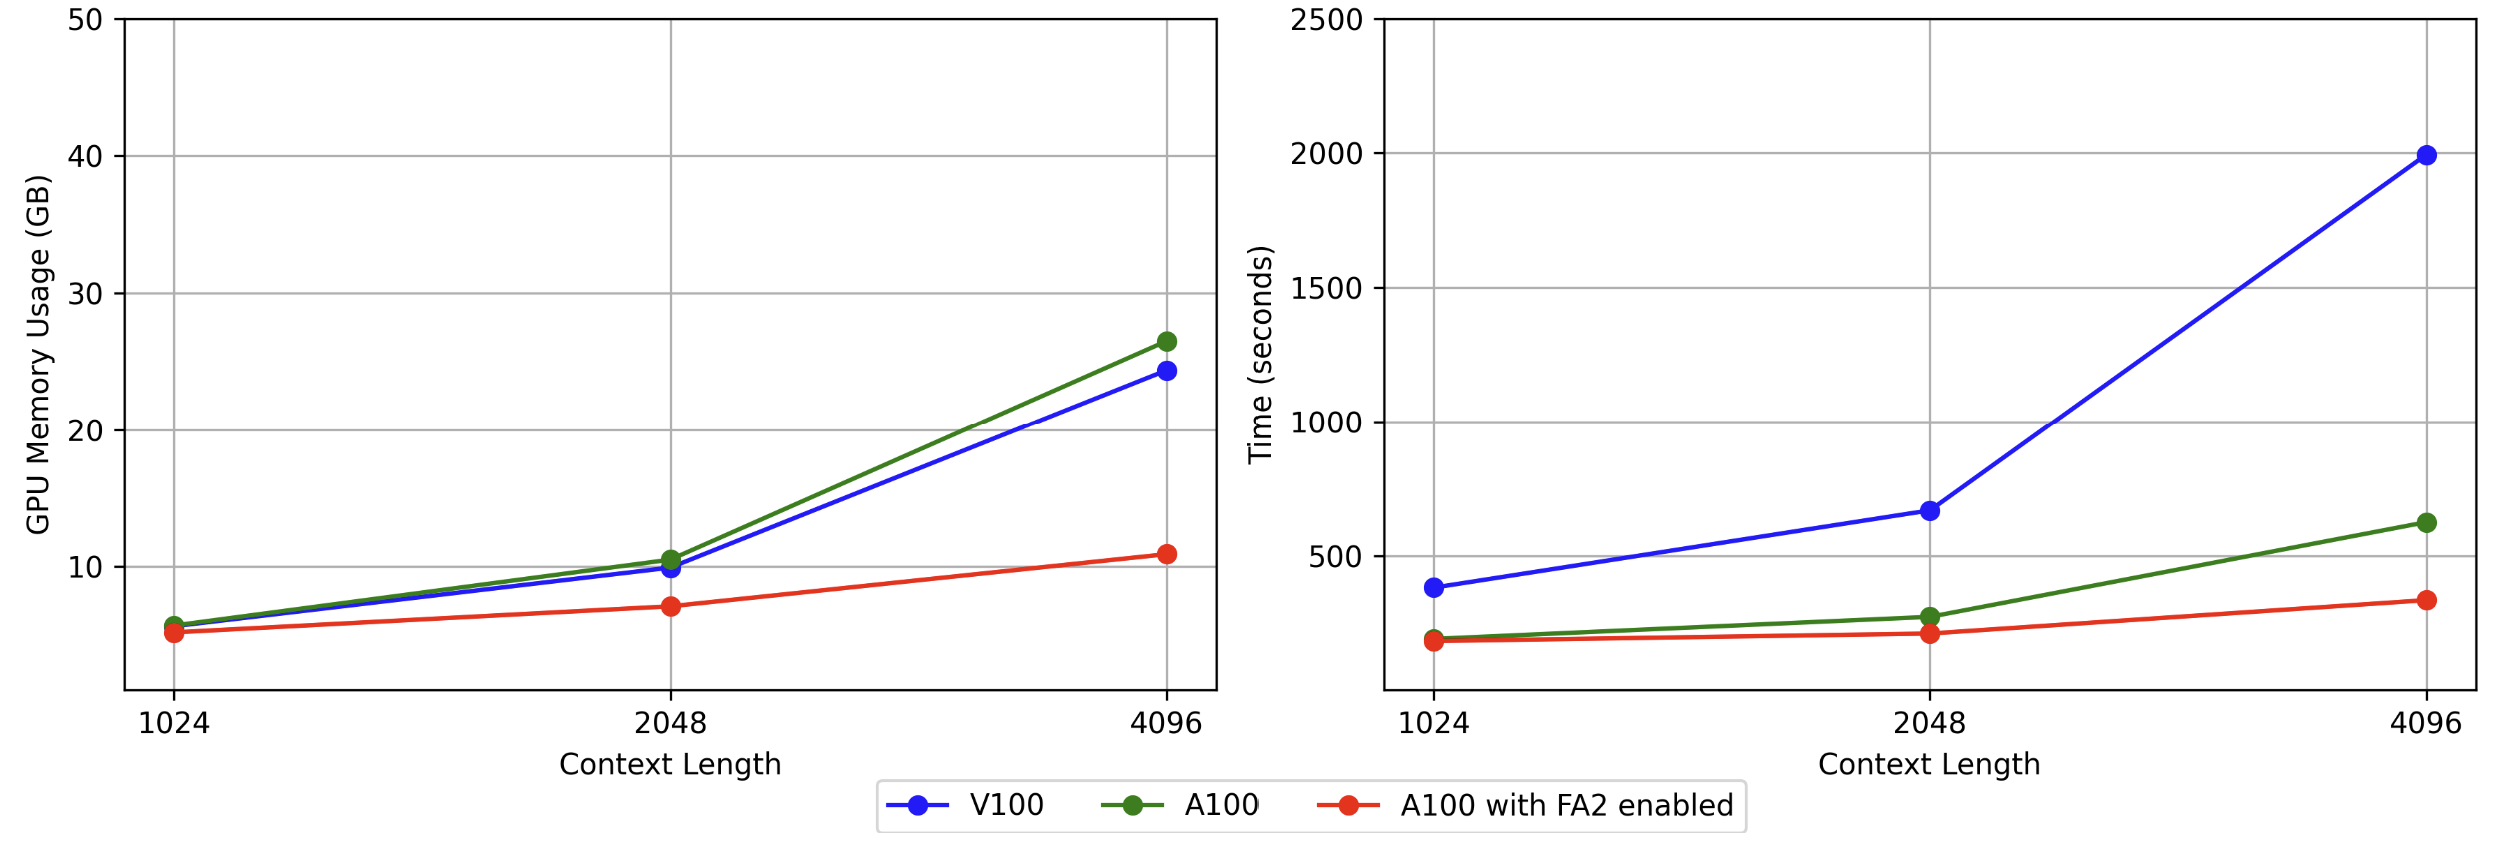 50
40
30
20
10
GPU Memory Usage (GB)
1024 2048 4096
Context Length
2500
2000
1500
1000
500
Time (seconds)
1024 2048 4096
Context Length
V100 A100 A100 with FA2 enabled